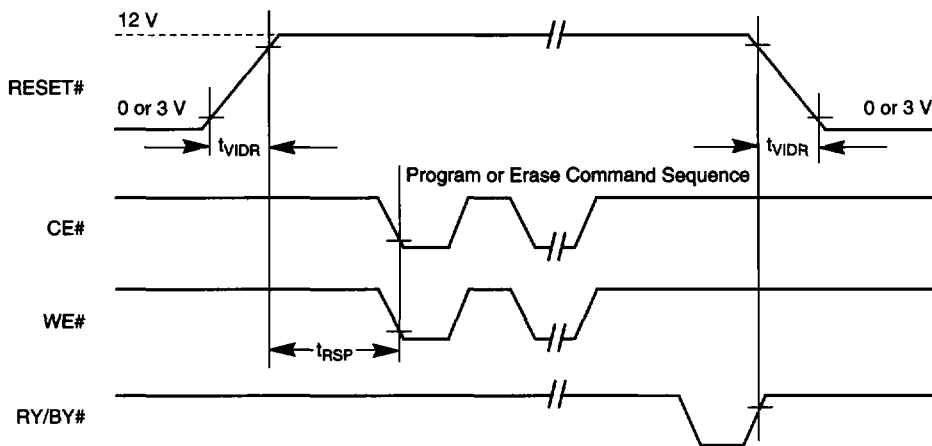 12 V
RESET#
0 or 3 V
0 or 3 V
tVIDR
tVIDR
Program or Erase Command Sequence
CE#
WE#
tRSP
RY/BY#